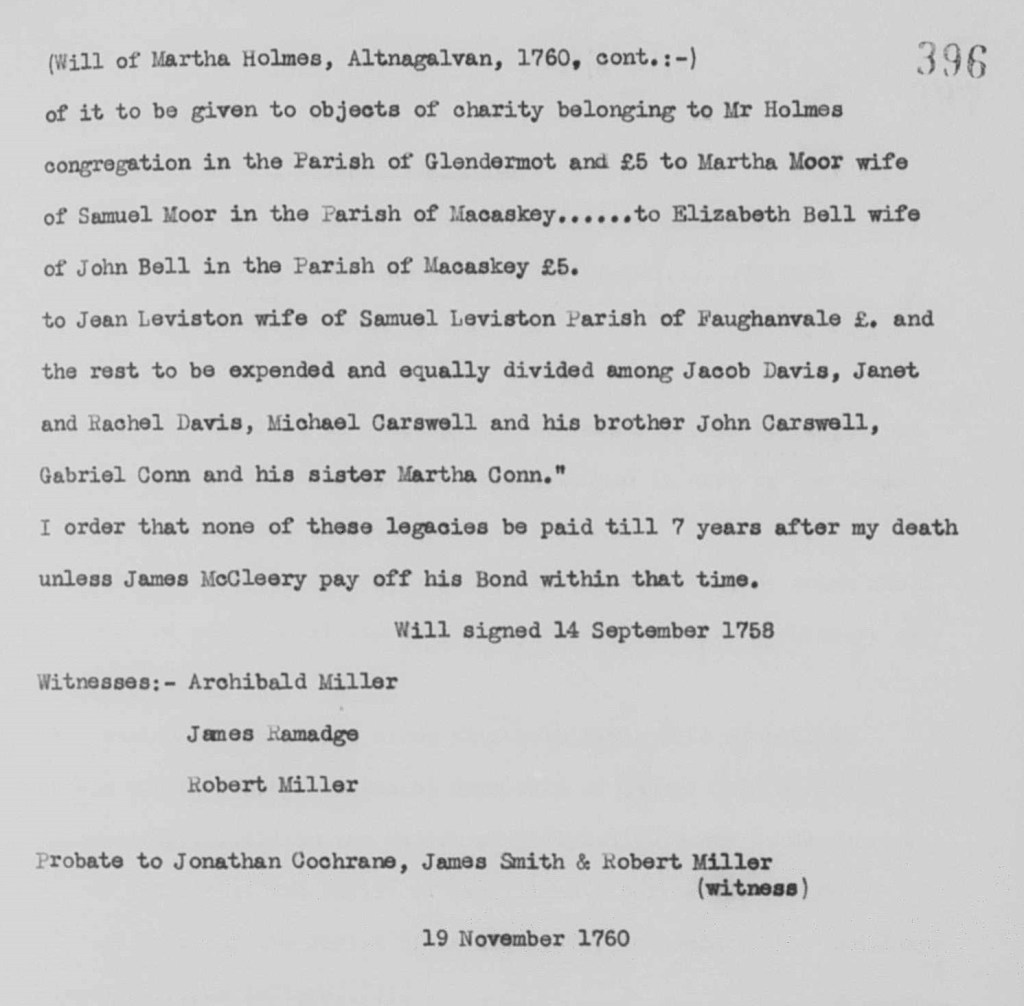 (Will of Martha Holmes, Altnagalvan, 1760, cont.:-) 396
of it to be given to objects of charity belonging to Mr Holmes
congregation in the Parish of Glendermot and £5 to Martha Moor wife
of Samuel Moor in the Parish of Macaskey......to Elizabeth Bell wife
of John Bell in the Parish of Macaskey £5.
to Jean Leviston wife of Samuel Leviston Parish of Faughanvale £. and
the rest to be expended and equally divided among Jacob Davis, Janet
and Rachel Davis, Michael Carswell and his brother John Carswell,
Gabriel Conn and his sister Martha Conn."
I order that none of these legacies be paid till 7 years after my death
unless James McCleery pay off his Bond within that time.
Will signed 14 September 1758
Witnesses:- Archibald Miller
James Ramadge
Robert Miller
Probate to Jonathan Cochrane, James Smith & Robert Miller
(witness)
19 November 1760